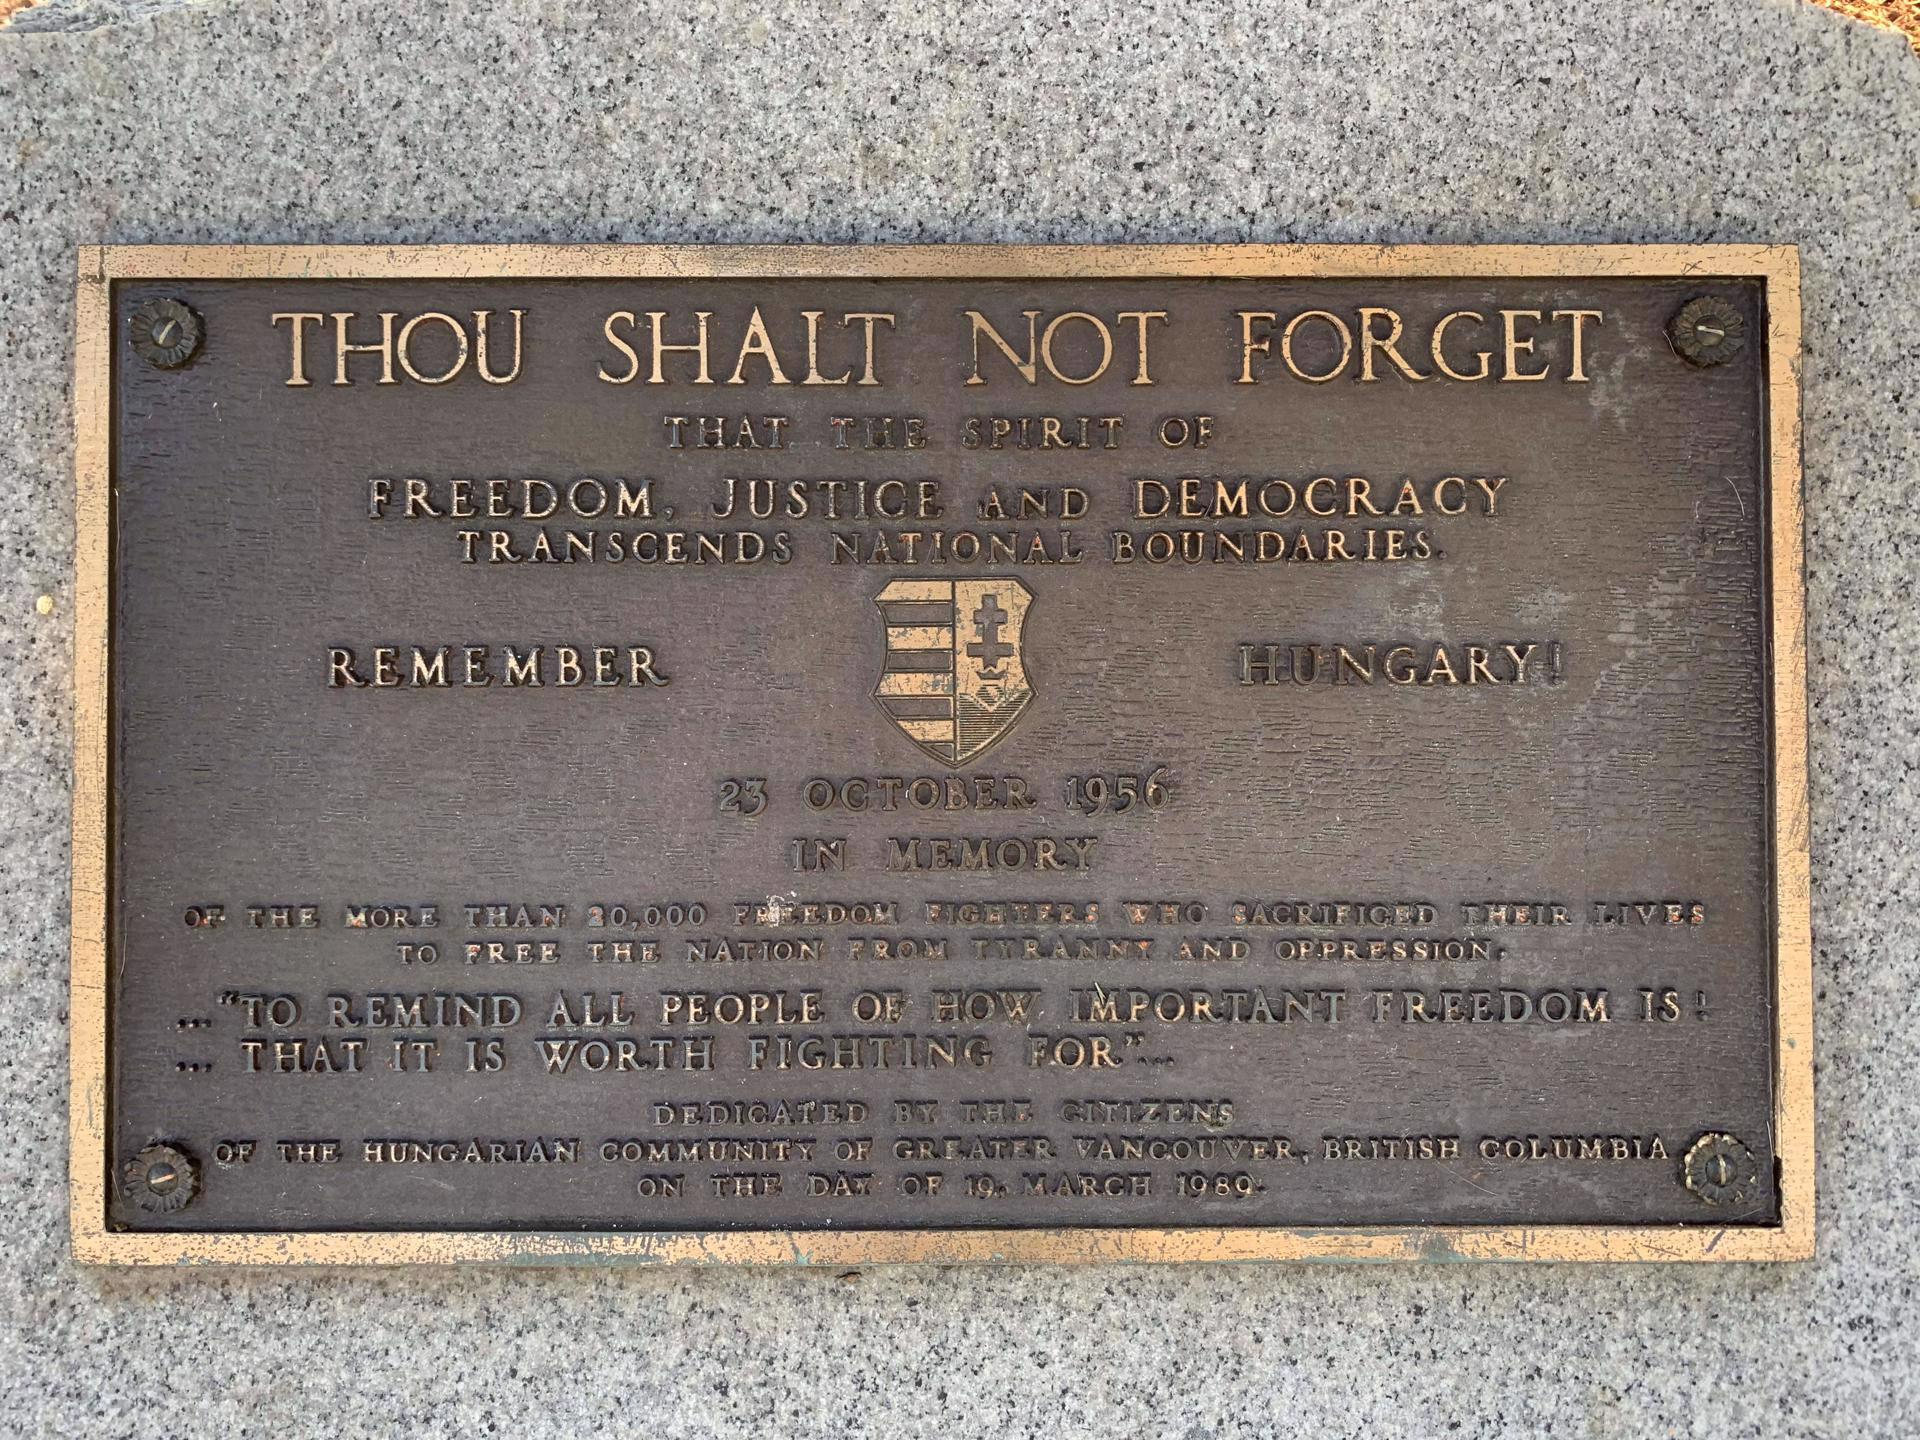 THOU SHALT NOT FORGET
THAT THE SPIRIT OF
FREEDOM, JUSTICE AND DEMOCRACY
TRANSCENDS NATIONAL BOUNDARIES.
REMEMBER HUNGARY!
23 OCTOBER 1956
IN MEMORY
OF THE MORE THAN 20,000 FREEDOM FIGHTERS WHO SACRIFICED THEIR LIVES
TO FREE THE NATION FROM TYRANNY AND OPPRESSION.
..."TO REMIND ALL PEOPLE OF HOW IMPORTANT FREEDOM IS!
... THAT IT IS WORTH FIGHTING FOR"...
DEDICATED BY THE CITIZENS
OF THE HUNGARIAN COMMUNITY OF GREATER VANCOUVER, BRITISH COLUMBIA
ON THE DAY OF 19. MARCH 1989.